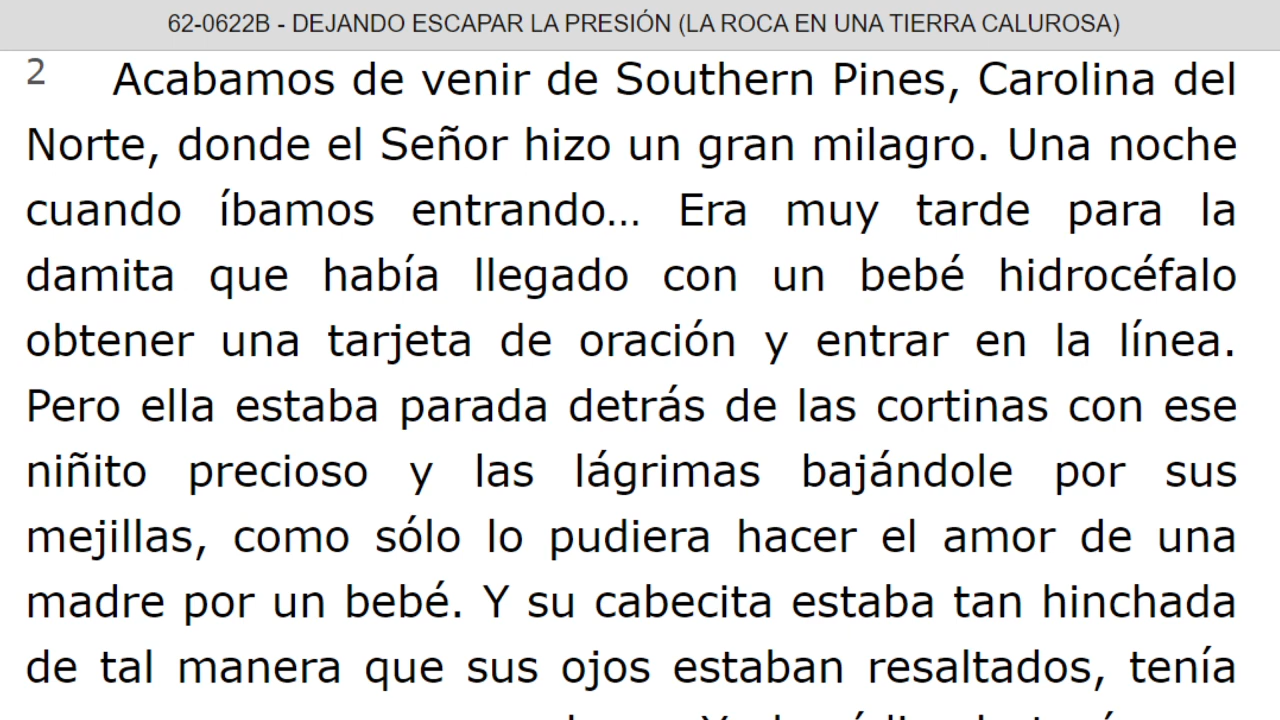 62-0622B - DEJANDO ESCAPAR LA PRESIÓN (LA ROCA EN UNA TIERRA CALUROSA)
2 Acabamos de venir de Southern Pines, Carolina del
Norte, donde el Señor hizo un gran milagro. Una noche
cuando íbamos entrando… Era muy tarde para la
damita que había llegado con un bebé hidrocéfalo
obtener una tarjeta de oración y entrar en la línea.
Pero ella estaba parada detrás de las cortinas con ese
niñito precioso y las lágrimas bajándole por sus
mejillas, como sólo lo pudiera hacer el amor de una
madre por un bebé. Y su cabecita estaba tan hinchada
de tal manera que sus ojos estaban resaltados, tenía